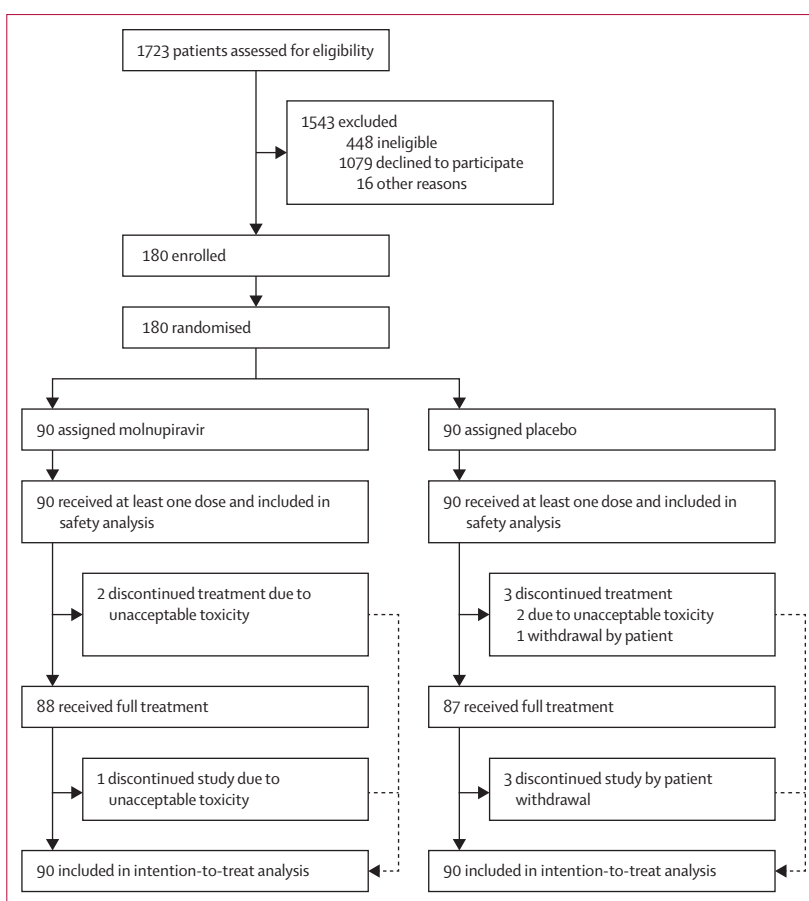 1723 patients assessed for eligibility
1543 excluded
448 ineligible
1079 declined to participate
16 other reasons
180 enrolled
180 randomised
90 assigned molnupiravir
90 assigned placebo
90 received at least one dose and included in
safety analysis
90 received at least one dose and included in
safety analysis
2 discontinued treatment due to
unacceptable toxicity
3 discontinued treatment
2 due to unacceptable toxicity
1 withdrawal by patient
88 received full treatment
87 received full treatment
1 discontinued study due to
unacceptable toxicity
3 discontinued study by patient
withdrawal
90 included in intention-to-treat analysis
90 included in intention-to-treat analysis